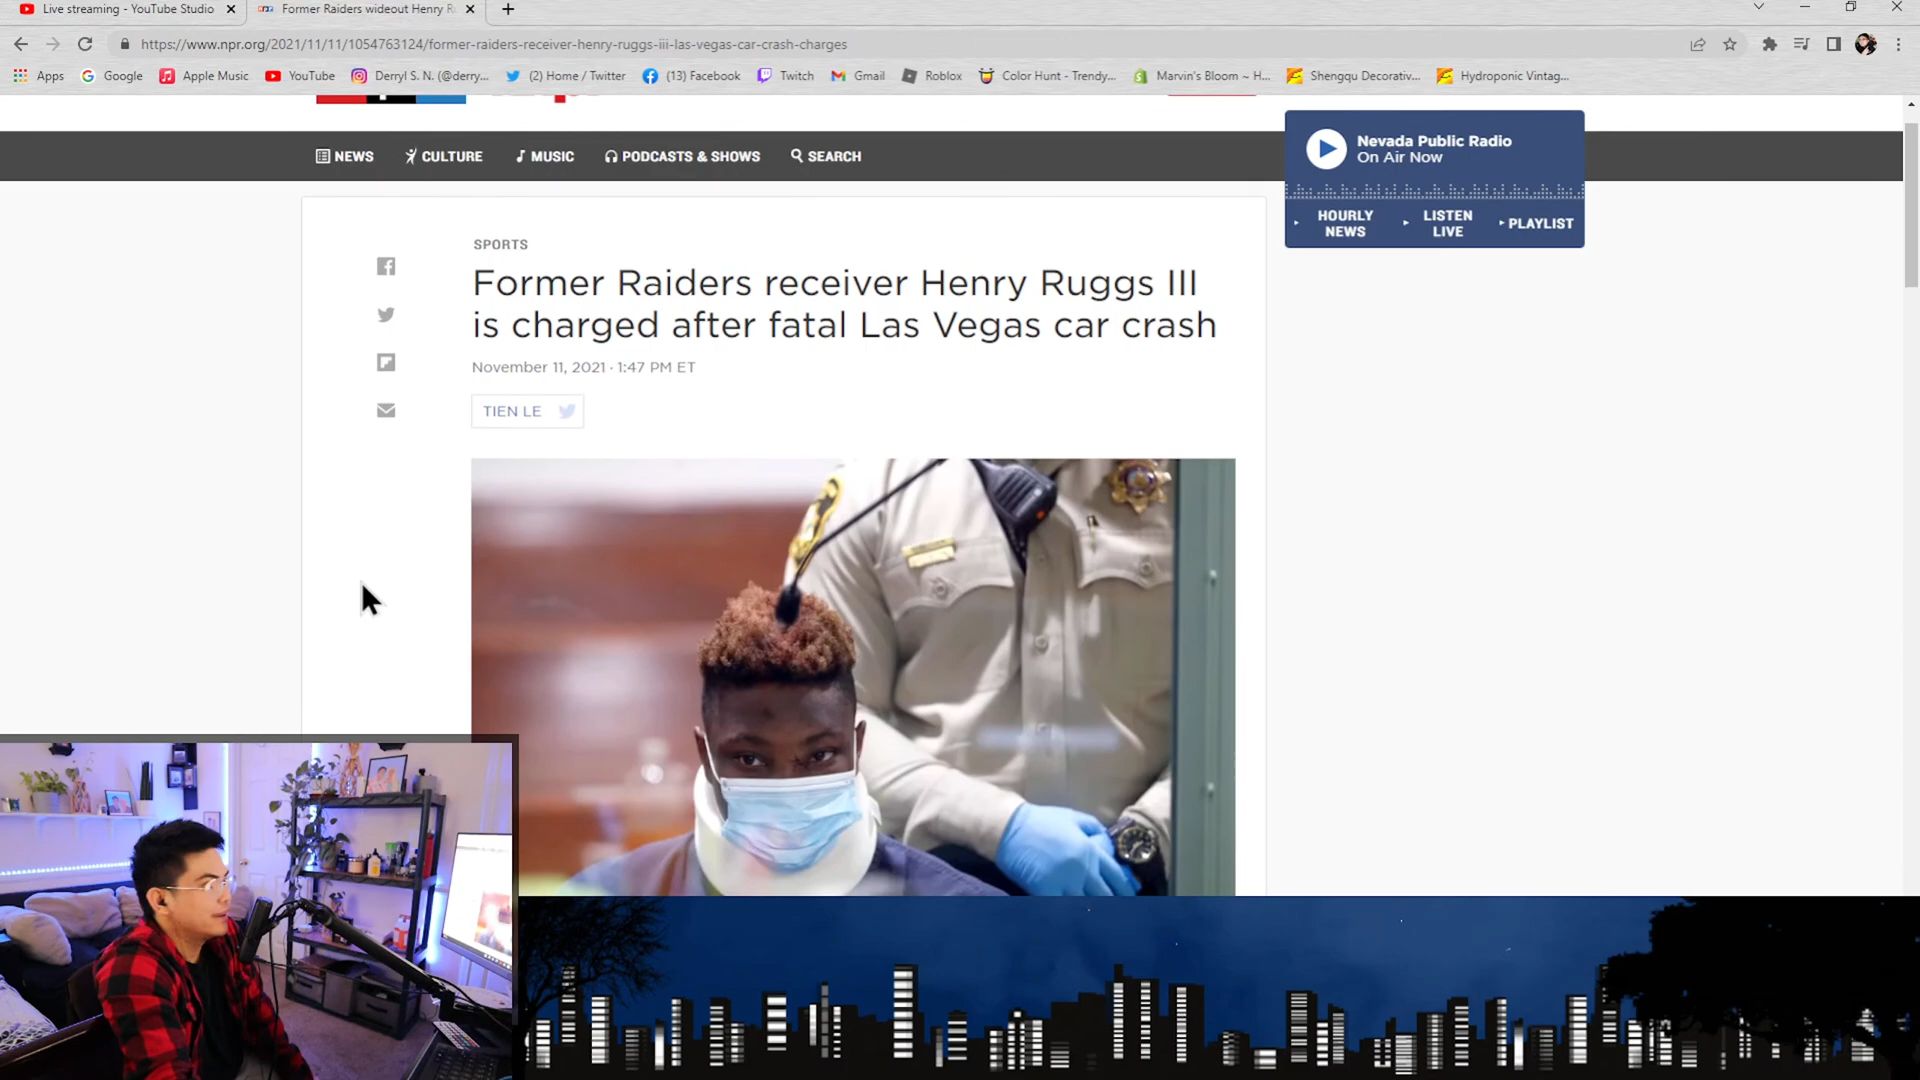 Live streaming - YouTube Studio
Former Raiders wideout Henry R
https://www.npr.org/2021/11/11/1054763124/former-raiders-receiver-henry-ruggs-iii-las-vegas-car-crash-charges
Apps
Google
Apple Music
YouTube
Derryl S. N. (@derry...
(2) Home / Twitter
(13) Facebook
Twitch
Gmail
Roblox
Color Hunt - Trendy...
Marvin's Bloom ~ H...
Shengqu Decorativ...
Hydroponic Vintag...
NEWS
CULTURE
MUSIC
PODCASTS & SHOWS
SEARCH
Nevada Public Radio
On Air Now
HOURLY NEWS
LISTEN LIVE
PLAYLIST
SPORTS
Former Raiders receiver Henry Ruggs III
is charged after fatal Las Vegas car crash
November 11, 2021 · 1:47 PM ET
TIEN LE